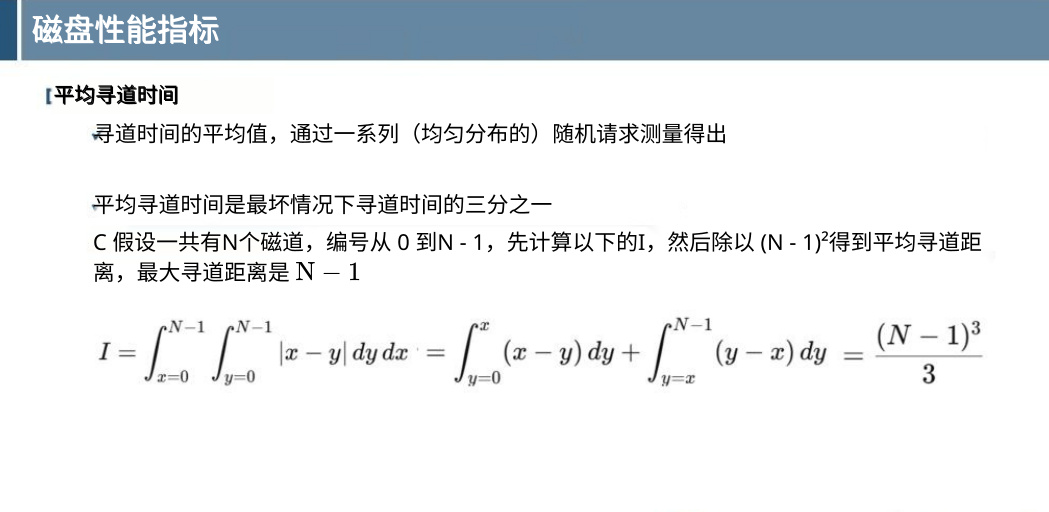 磁盘性能指标
[平均寻道时间
寻道时间的平均值，通过一系列（均匀分布的）随机请求测量得出
平均寻道时间是最坏情况下寻道时间的三分之一
C 假设一共有N个磁道，编号从 0 到N - 1，先计算以下的I，然后除以 (N - 1)²得到平均寻道距
离，最大寻道距离是 N − 1
I = ∫_{x=0}^{N−1} ∫_{y=0}^{N−1} |x − y| dy dx = ∫_{y=0}^{x} (x − y) dy + ∫_{y=x}^{N−1} (y − x) dy = (N − 1)³ / 3